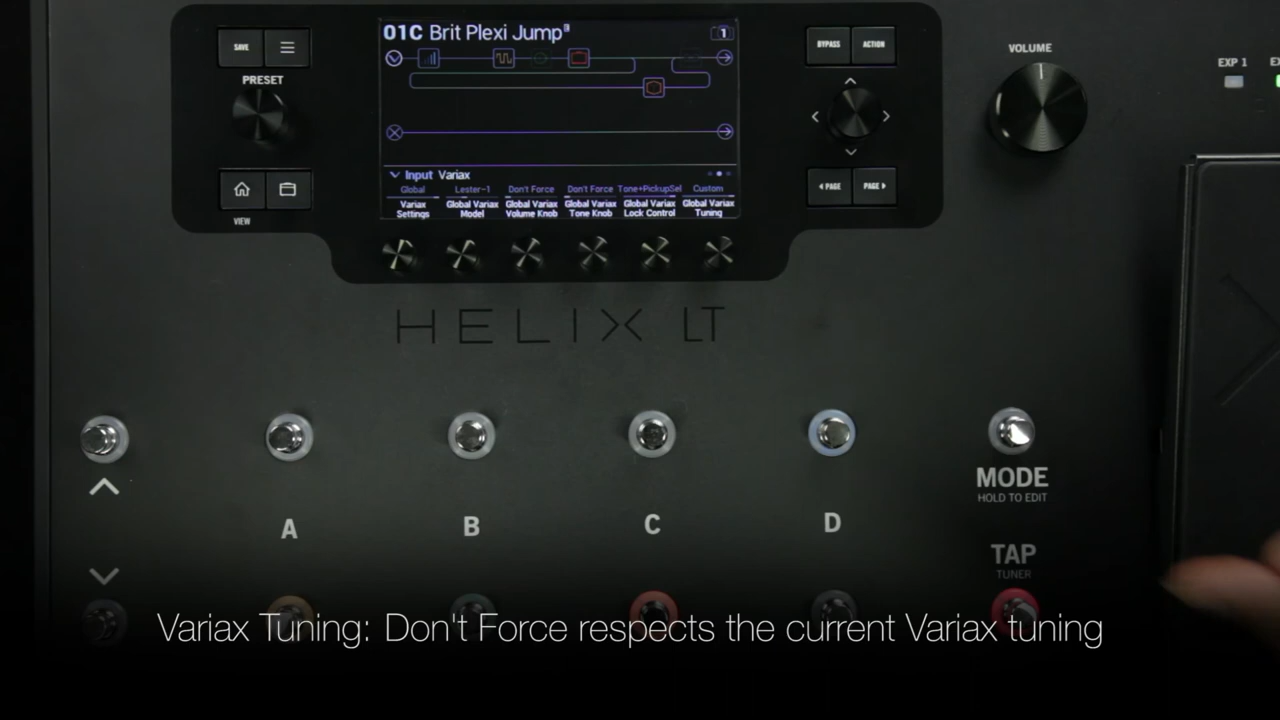 SAVE
PRESET
VIEW
01C Brit Plexi Jump
1
Input Variax
Global Lester-1 Don't Force Don't Force Tone+PickupSel Custom
Variax Settings
Global Variax Model
Global Variax Volume Knob
Global Variax Tone Knob
Global Variax Lock Control
Global Variax Tuning
BYPASS
ACTION
PAGE
PAGE
VOLUME
EXP 1
HELIX LT
A
B
C
D
MODE
HOLD TO EDIT
TAP
TUNER
Variax Tuning: Don't Force respects the current Variax tuning